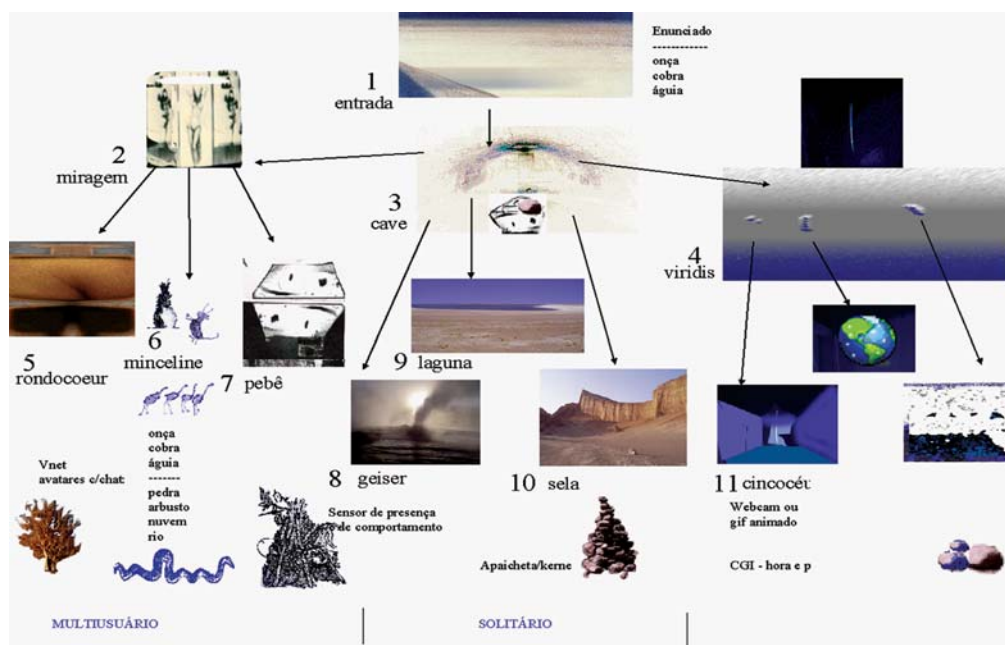 Enunciado
------------
onça
cobra
águia
1
entrada
2
miragem
3
cave
4
viridis
5
rondocoeur
6
minceline
7 pebê
9 laguna
8 geiser
10 sela
11 cincocét
onça
cobra
águia
-------
pedra
arbusto
nuvem
rio
Vnet
avatares c/chat
Sensor de presença
de comportamento
Apaicheta/kerne
Webcam ou
gif animado
CGI - hora e p
MULTIUSUÁRIO
SOLITÁRIO